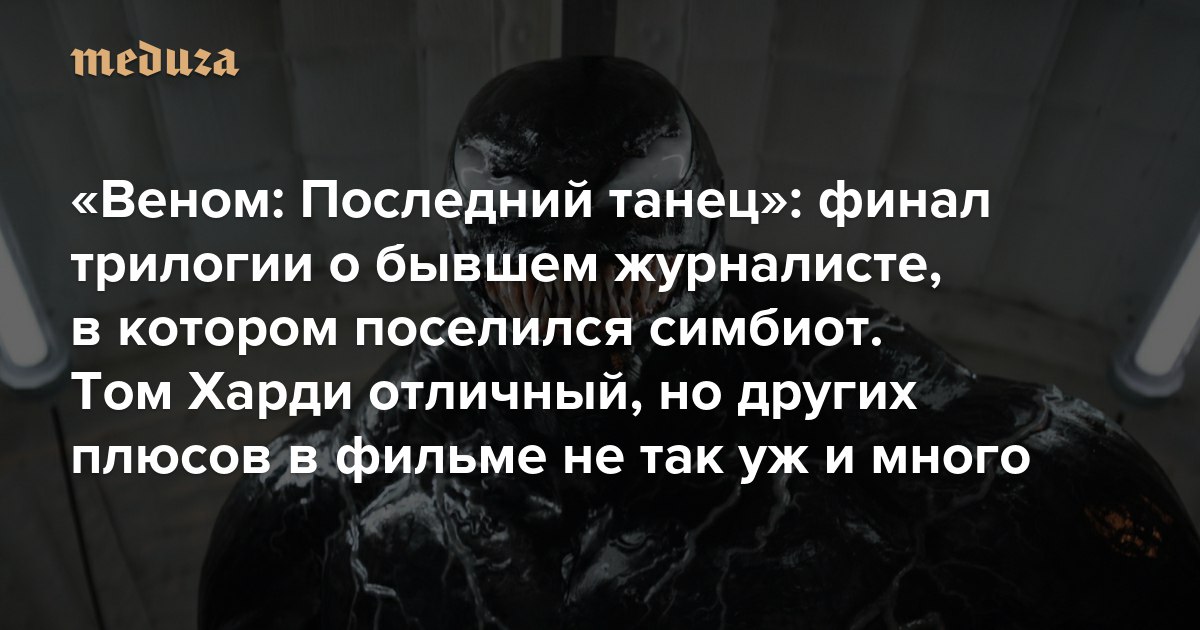 meduza
«Веном: Последний танец»: финал
трилогии о бывшем журналисте,
в котором поселился симбиот.
Том Харди отличный, но других
плюсов в фильме не так уж и много